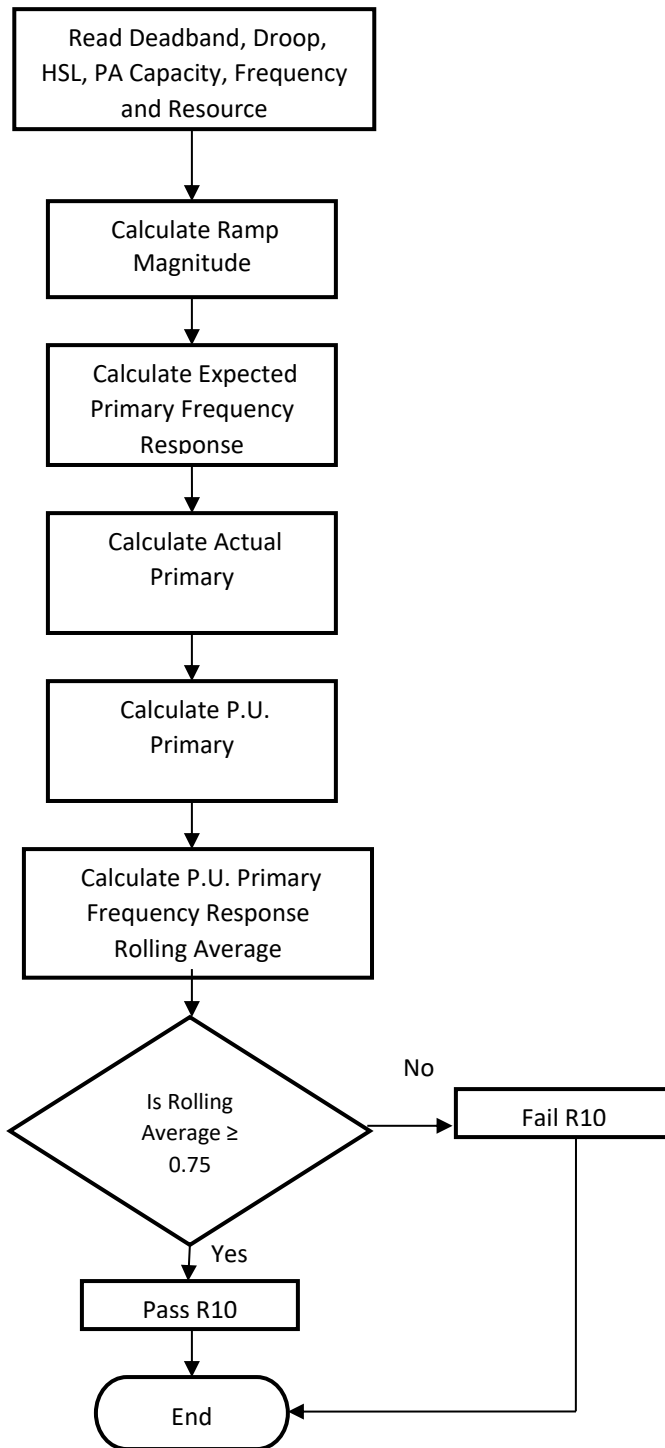 Read Deadband, Droop,
HSL, PA Capacity, Frequency
and Resource
Calculate Ramp
Magnitude
Calculate Expected
Primary Frequency
Response
Calculate Actual
Primary
Calculate P.U.
Primary
Calculate P.U. Primary
Frequency Response
Rolling Average
Is Rolling
Average ≥
0.75
No
Fail R10
Yes
Pass R10
End